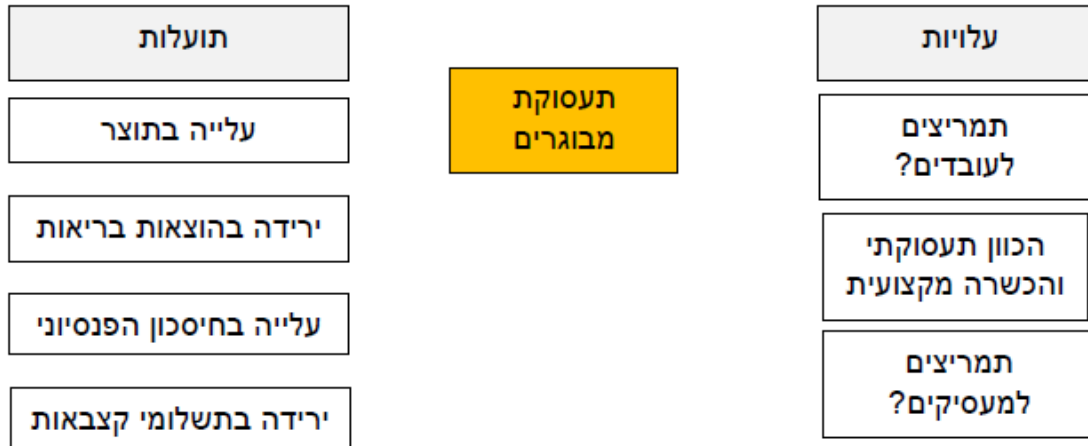 עלויות
תמריצים
לעובדים?
הכוון תעסוקתי
והכשרה מקצועית
תמריצים
למעסיקים?
תעסוקת
מבוגרים
תועלות
עלייה בתוצר
ירידה בהוצאות בריאות
עלייה בחיסכון הפנסיוני
ירידה בתשלומי קצבאות